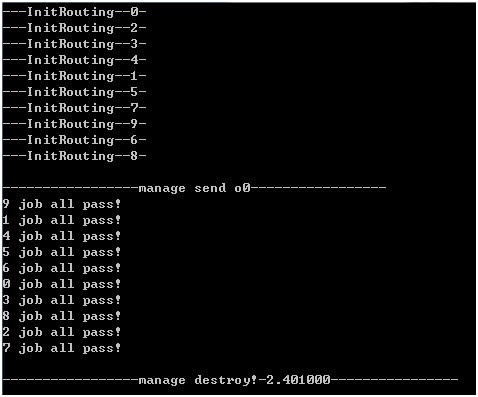 ---InitRouting--0-
---InitRouting--2-
---InitRouting--3-
---InitRouting--4-
---InitRouting--1-
---InitRouting--5-
---InitRouting--7-
---InitRouting--9-
---InitRouting--6-
---InitRouting--8-
-----------------manage send o0-----------------
9 job all pass!
1 job all pass!
4 job all pass!
5 job all pass!
6 job all pass!
0 job all pass!
3 job all pass!
8 job all pass!
2 job all pass!
7 job all pass!
-----------------manage destroy!-2.401000----------------